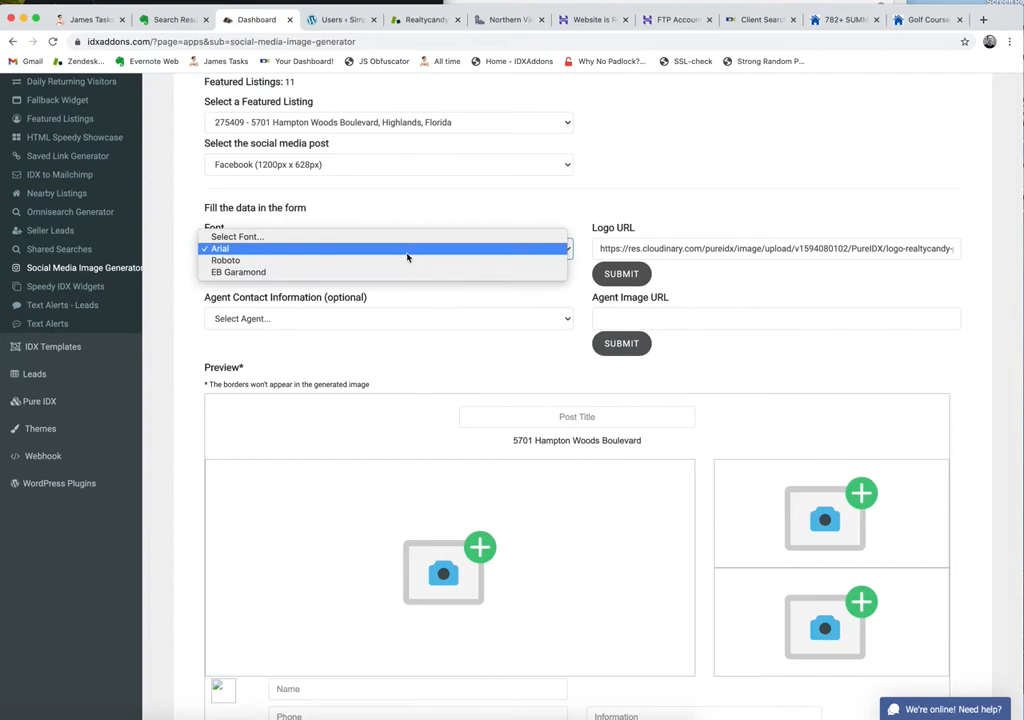 Screen Re
James Tasks
Search Resu
Dashboard
Users ‹ Sim
Realtycandy
Northern Vi
Website is R
FTP Accoun
Client Searc
782+ SUMM
Golf Course
idxaddons.com/?page=apps&sub=social-media-image-generator
Gmail
Zendesk...
Evernote Web
James Tasks
Your Dashboard!
JS Obfuscator
All time
Home - IDXAddons
Why No Padlock?...
SSL-check
Strong Random P...
Daily Returning Visitors
Fallback Widget
Featured Listings
HTML Speedy Showcase
Saved Link Generator
IDX to Mailchimp
Nearby Listings
Omnisearch Generator
Seller Leads
Shared Searches
Social Media Image Generator
Speedy IDX Widgets
Text Alerts - Leads
Text Alerts
IDX Templates
Leads
Pure IDX
Themes
Webhook
WordPress Plugins
Featured Listings: 11
Select a Featured Listing
275409 - 5701 Hampton Woods Boulevard, Highlands, Florida
Select the social media post
Facebook (1200px x 628px)
Fill the data in the form
Font
Select Font...
✓ Arial
Roboto
EB Garamond
Logo URL
https://res.cloudinary.com/pureidx/image/upload/v1594080102/PureIDX/logo-realtycandy-
SUBMIT
Agent Contact Information (optional)
Select Agent...
Agent Image URL
SUBMIT
Preview*
* The borders won't appear in the generated image
Post Title
5701 Hampton Woods Boulevard
Name
Phone
Information
We're online! Need help?